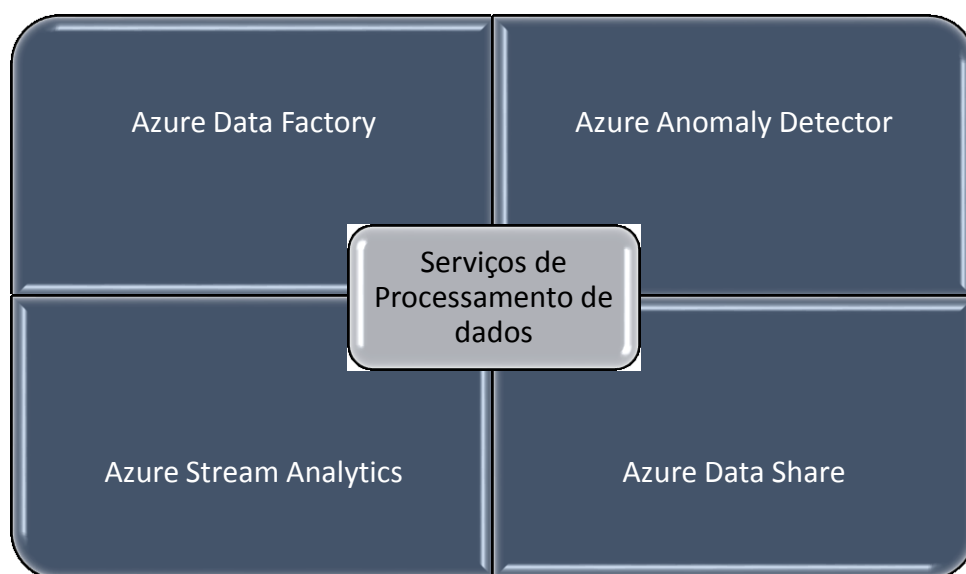 Azure Data Factory
Azure Anomaly Detector
Serviços de
Processamento de
dados
Azure Stream Analytics
Azure Data Share